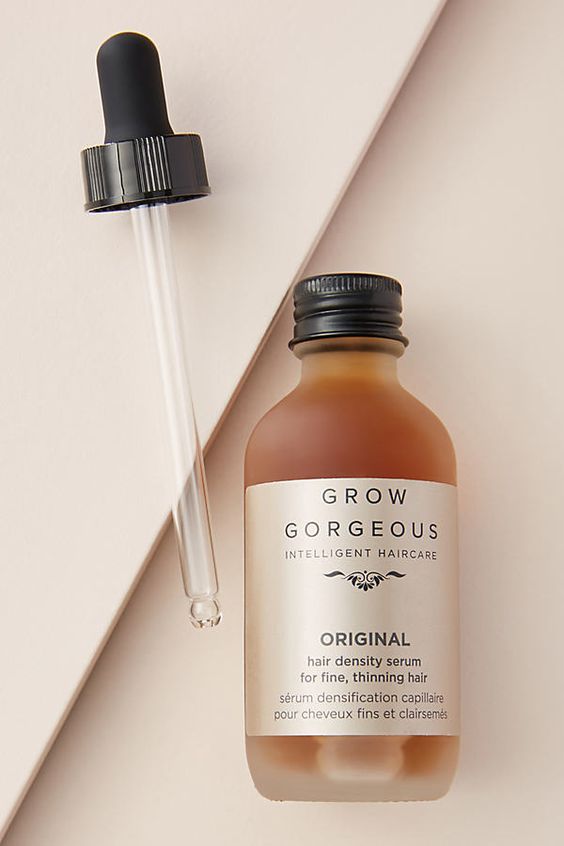 GROW
GORGEOUS
INTELLIGENT HAIRCARE
ORIGINAL
hair density serum
for fine, thinning hair
sérum densification capillaire
pour cheveux fins et clairsemés